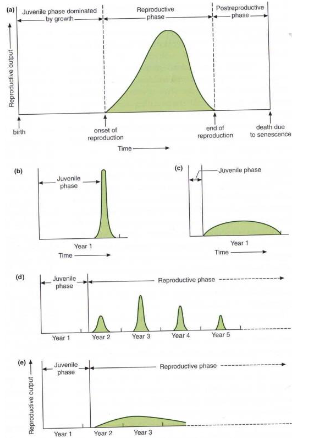 (a)
Juvenile phase dominated
by growth
Reproductive
phase
Postreproductive
phase
Reproductive output
birth
onset of
reproduction
end of
reproduction
death due
to senescence
Time
(b)
Juvenile
phase
Year 1
Time
(c)
Juvenile phase
Year 1
Time
(d)
Juvenile
phase
Reproductive phase
Year 1
Year 2
Year 3
Year 4
Year 5
(e)
Juvenile
phase
Reproductive phase
Reproductive output
Year 1
Year 2
Year 3